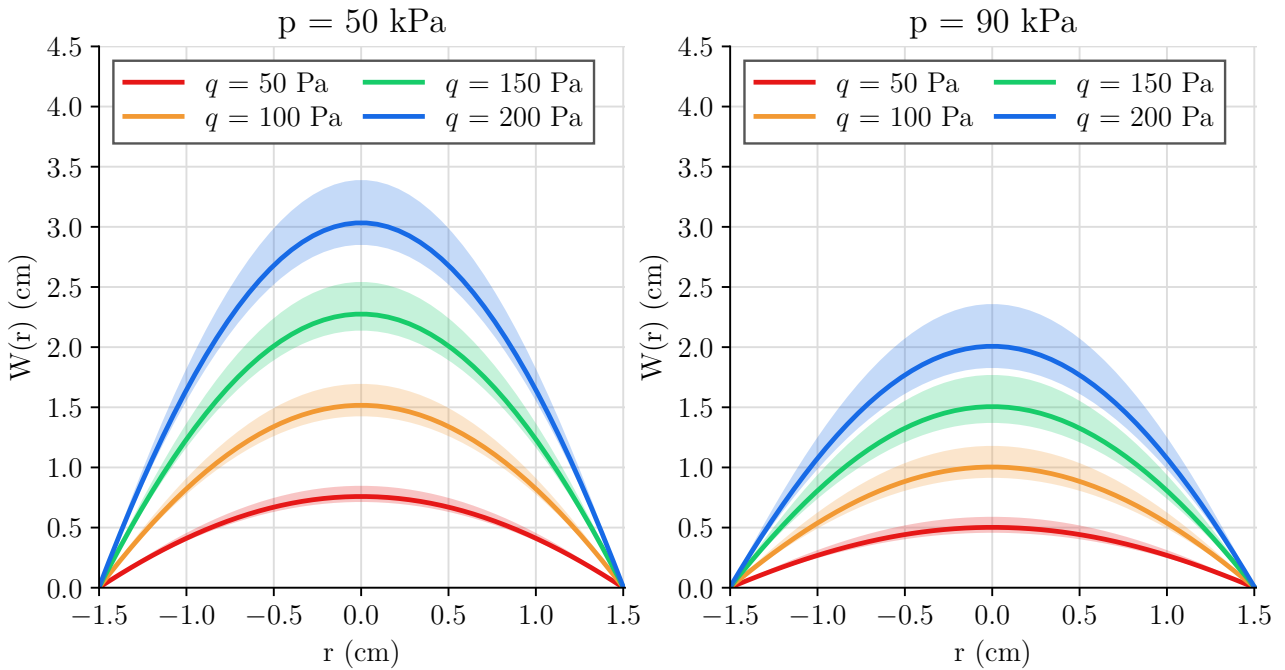 p = 50 kPa
q = 50 Pa
q = 100 Pa
q = 150 Pa
q = 200 Pa
4.5
4.0
3.5
3.0
2.5
2.0
1.5
1.0
0.5
0.0
W(r) (cm)
−1.5 −1.0 −0.5 0.0 0.5 1.0 1.5
r (cm)
p = 90 kPa
q = 50 Pa
q = 100 Pa
q = 150 Pa
q = 200 Pa
4.5
4.0
3.5
3.0
2.5
2.0
1.5
1.0
0.5
0.0
W(r) (cm)
−1.5 −1.0 −0.5 0.0 0.5 1.0 1.5
r (cm)